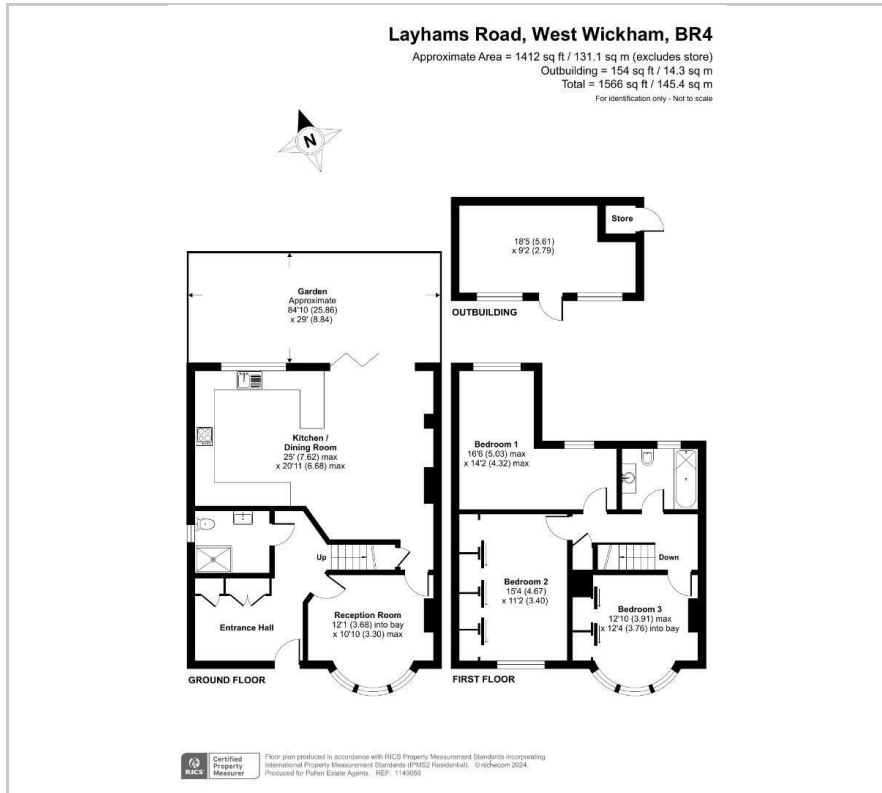 Layhams Road, West Wickham, BR4
Approximate Area = 1412 sq ft / 131.1 sq m (excludes store)
Outbuilding = 154 sq ft / 14.3 sq m
Total = 1566 sq ft / 145.4 sq m
For identification only - Not to scale
N
Store
18'5 (5.61)
x 9'2 (2.79)
OUTBUILDING
Garden
Approximate
84'10 (25.86)
x 29' (8.84)
Kitchen /
Dining Room
25' (7.62) max
x 20'11 (6.68) max
Up
Reception Room
12'1 (3.68) into bay
x 10'10 (3.30) max
Entrance Hall
GROUND FLOOR
Bedroom 1
16'6 (5.03) max
x 14'2 (4.32) max
Down
Bedroom 2
15'4 (4.67)
x 11'2 (3.40)
Bedroom 3
12'10 (3.91) max
x 12'4 (3.76) into bay
FIRST FLOOR
RICS
Certified
Property
Measurer
Floor plan produced in accordance with RICS Property Measurement Standards incorporating
International Property Measurement Standards (IPMS2 Residential). © nichecom 2024.
Produced for Pullen Estate Agents. REF: 1149059